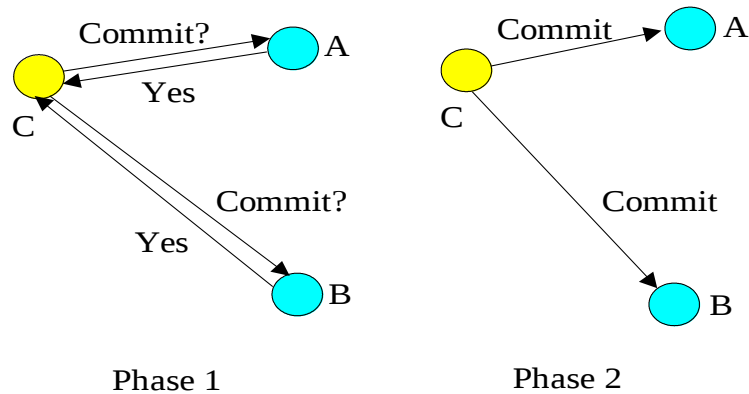 Commit?
A
Yes
C
Commit?
Yes
B
Phase 1
Commit
A
C
Commit
B
Phase 2